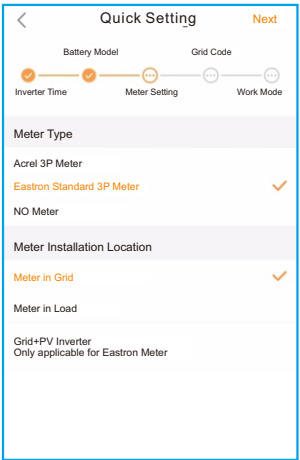 Quick Setting
Next
Battery Model
Grid Code
Inverter Time
Meter Setting
Work Mode
Meter Type
Acrel 3P Meter
Eastron Standard 3P Meter
NO Meter
Meter Installation Location
Meter in Grid
Meter in Load
Grid+PV Inverter
Only applicable for Eastron Meter